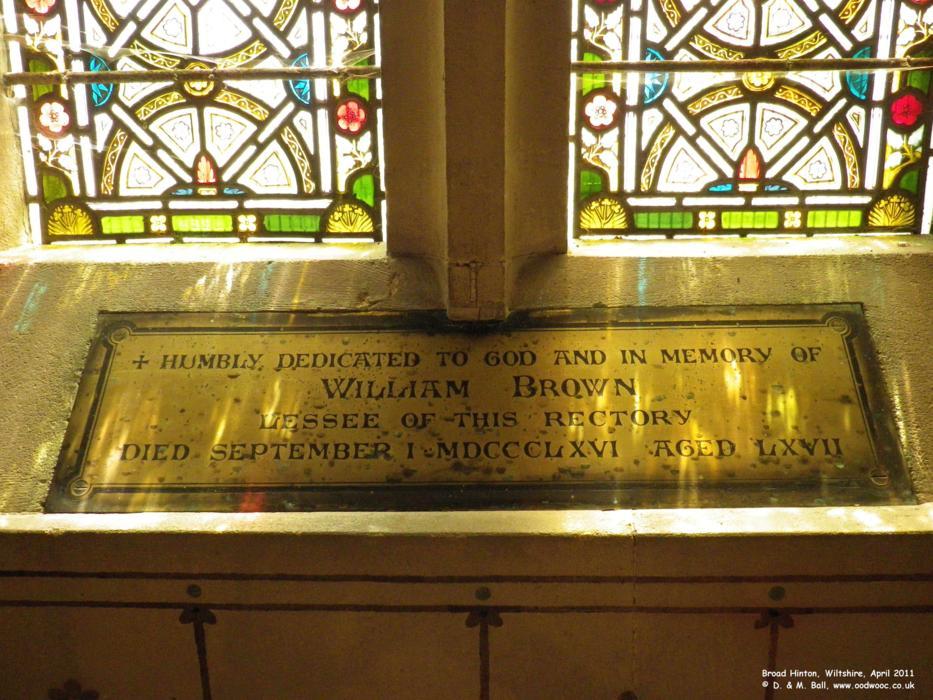 + HUMBLY DEDICATED TO GOD AND IN MEMORY OF
WILLIAM BROWN
LESSEE OF THIS RECTORY
DIED SEPTEMBER I · MDCCCLXVI AGED LXVII
Broad Hinton, Wiltshire, April 2011
© D. & M. Ball, www.oodwooc.co.uk